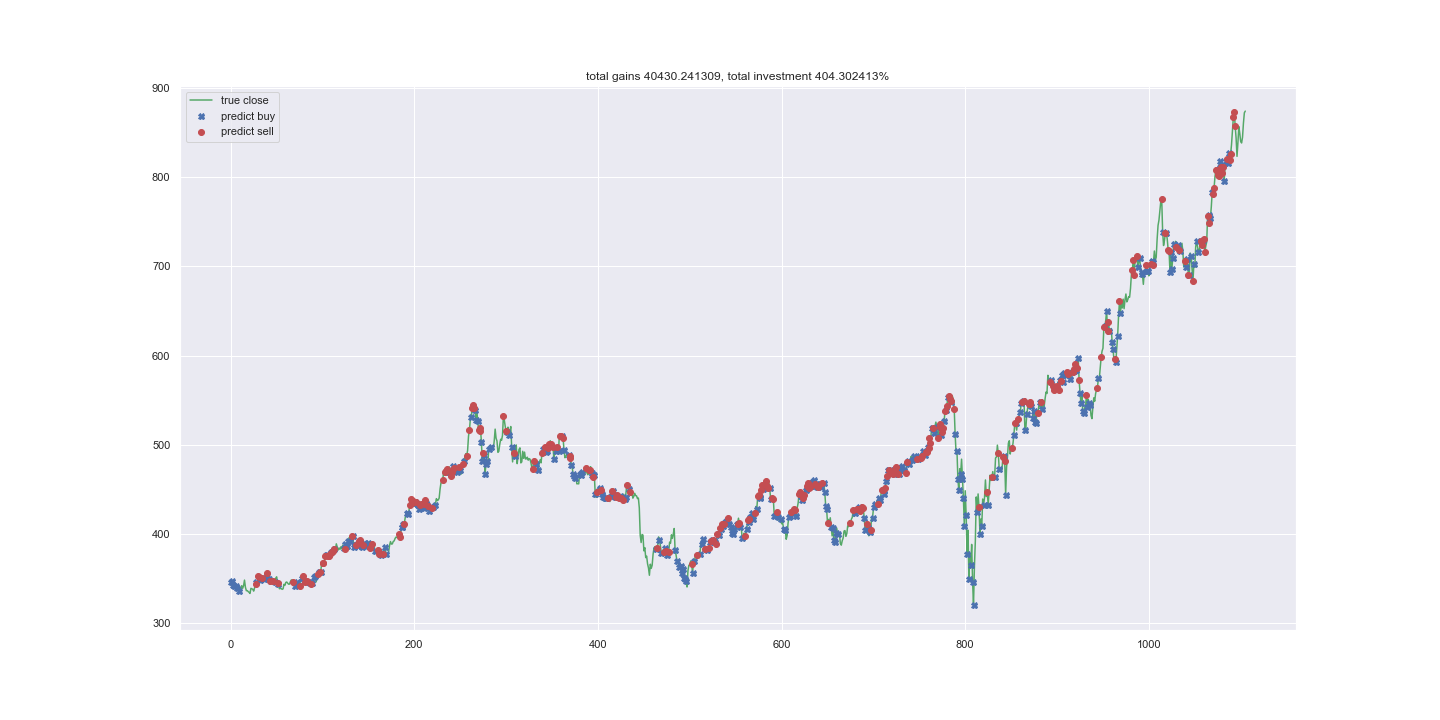 total gains 40430.241309, total investment 404.302413%
900
true close
predict buy
predict sell
800
700
600
500
400
300
0 200 400 600 800 1000